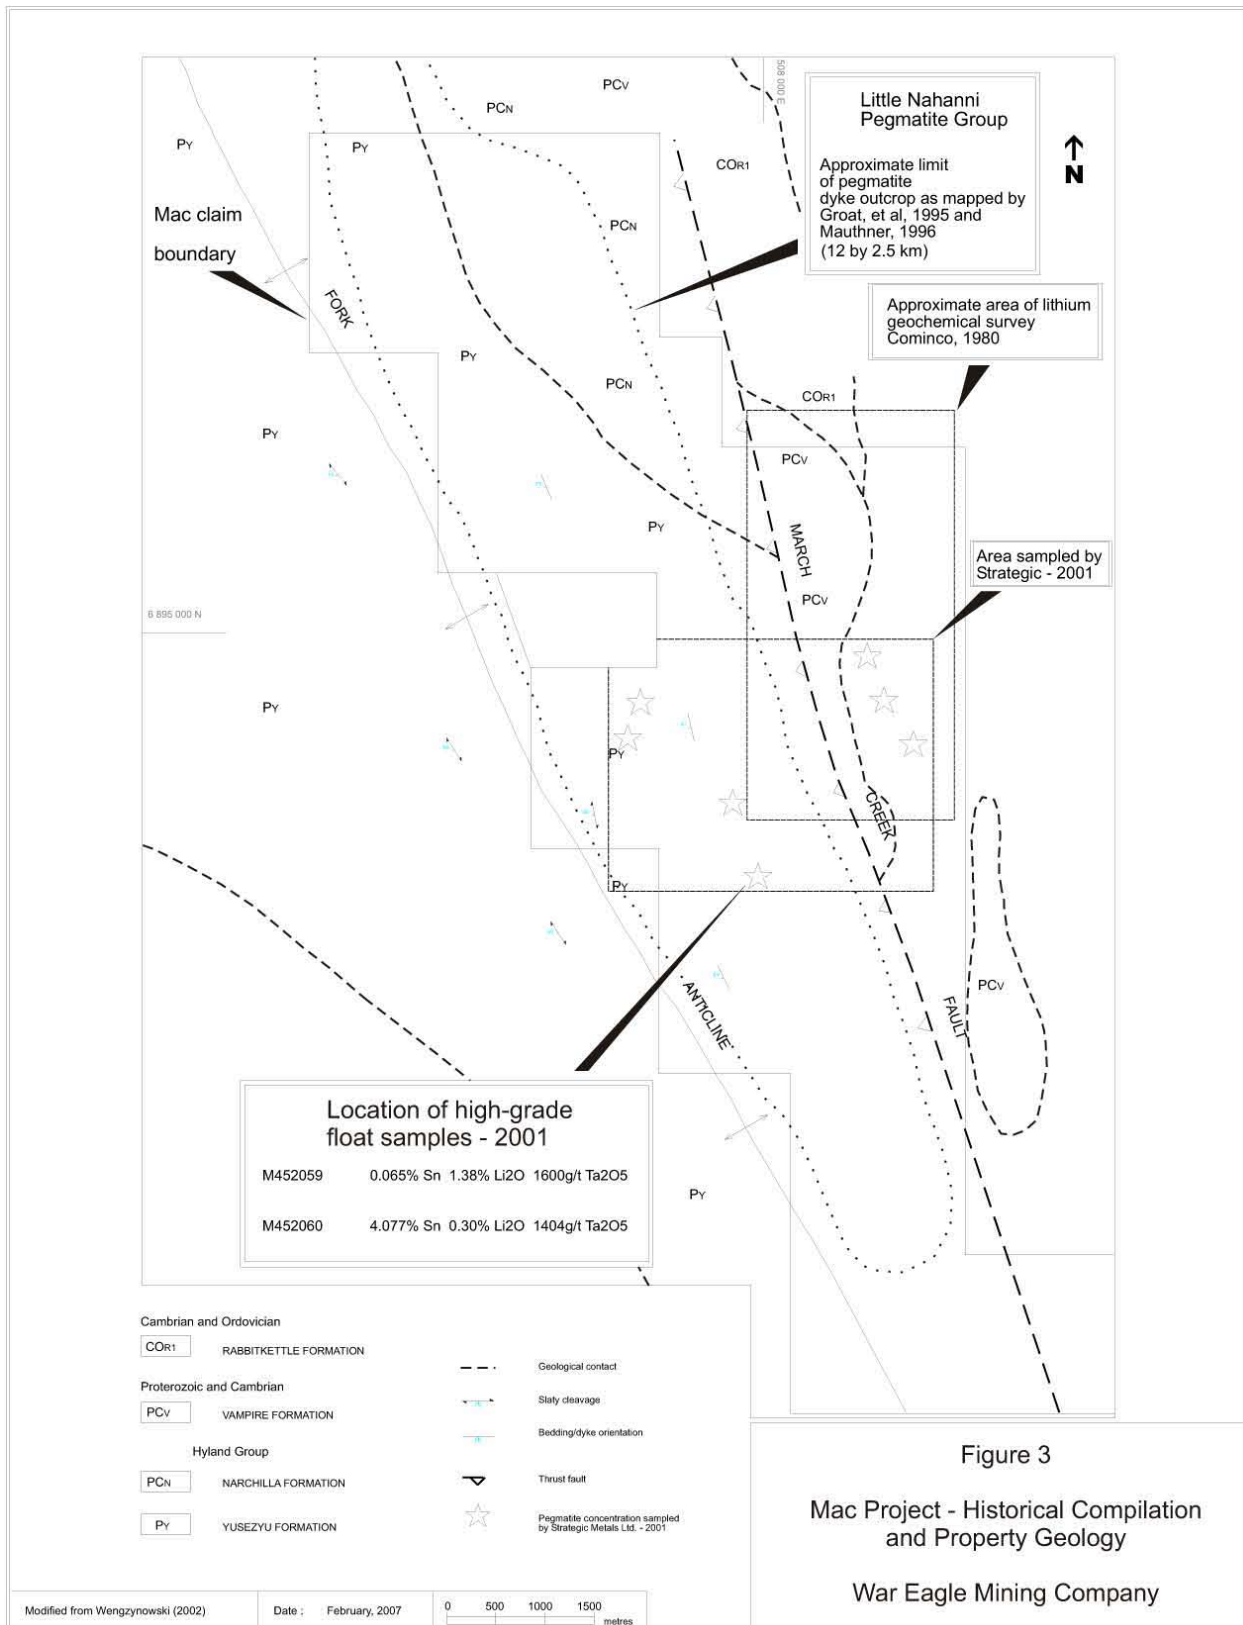 PCV
508 000 E
PCN
Little Nahanni
Pegmatite Group
PY
PY
COR1
Approximate limit
of pegmatite
dyke outcrop as mapped by
Groat, et al, 1995 and
Mauthner, 1996
(12 by 2.5 km)
N
Mac claim
boundary
PCN
FORK
Approximate area of lithium
geochemical survey
Cominco, 1980
PY
PCN
COR1
PY
PCV
PY
MARCH
Area sampled by
Strategic - 2001
PCV
6 895 000 N
PY
PY
CREEK
PY
PCV
ANTICLINE
FAULT
Location of high-grade
float samples - 2001
M452059 0.065% Sn 1.38% Li2O 1600g/t Ta2O5
M452060 4.077% Sn 0.30% Li2O 1404g/t Ta2O5
PY
Cambrian and Ordovician
COR1 RABBITKETTLE FORMATION
Proterozoic and Cambrian
PCV VAMPIRE FORMATION
Hyland Group
PCN NARCHILLA FORMATION
PY YUSEZYU FORMATION
Geological contact
Slaty cleavage
Bedding/dyke orientation
Thrust fault
Pegmatite concentration sampled
by Strategic Metals Ltd. - 2001
Figure 3
Mac Project - Historical Compilation
and Property Geology
War Eagle Mining Company
Modified from Wengzynowski (2002)
Date : February, 2007
0 500 1000 1500
metres